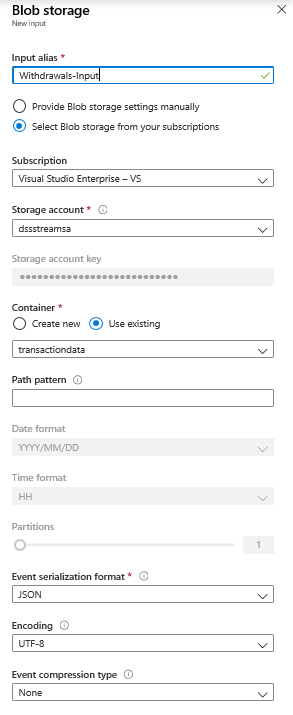 Blob storage
New input
Input alias *
Withdrawals-Input
Provide Blob storage settings manually
Select Blob storage from your subscriptions
Subscription
Visual Studio Enterprise – VS
Storage account *
dssstreamsa
Storage account key
••••••••••••••••••••••••••••
Container *
Create new Use existing
transactiondata
Path pattern
Date format
YYYY/MM/DD
Time format
HH
Partitions
1
Event serialization format *
JSON
Encoding
UTF-8
Event compression type
None